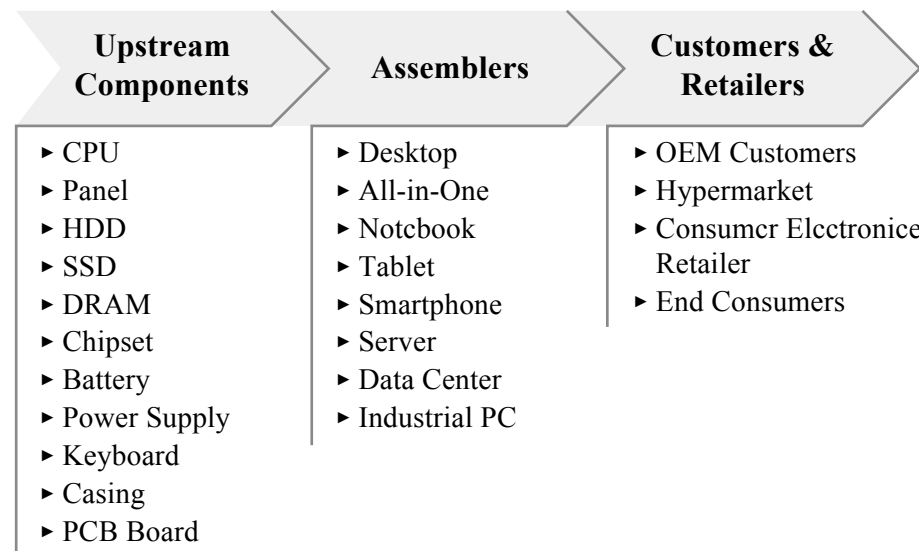 Upstream
Components
► CPU
► Panel
► HDD
► SSD
► DRAM
► Chipset
► Battery
► Power Supply
► Keyboard
► Casing
► PCB Board
Assemblers
► Desktop
► All-in-One
► Notcbook
► Tablet
► Smartphone
► Server
► Data Center
► Industrial PC
Customers &
Retailers
► OEM Customers
► Hypermarket
► Consumcr Elcctronice
Retailer
► End Consumers